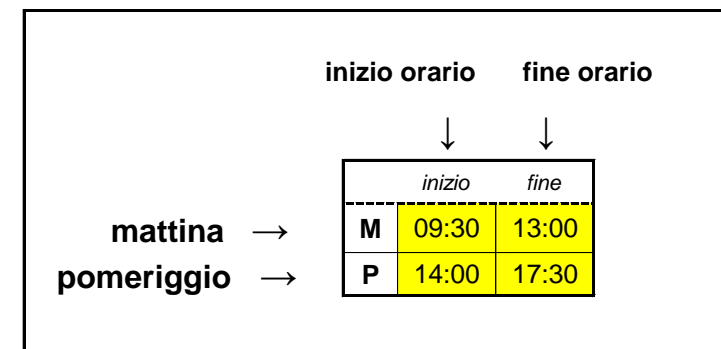 inizio orario fine orario
↓ ↓
inizio fine
mattina → M 09:30 13:00
pomeriggio → P 14:00 17:30